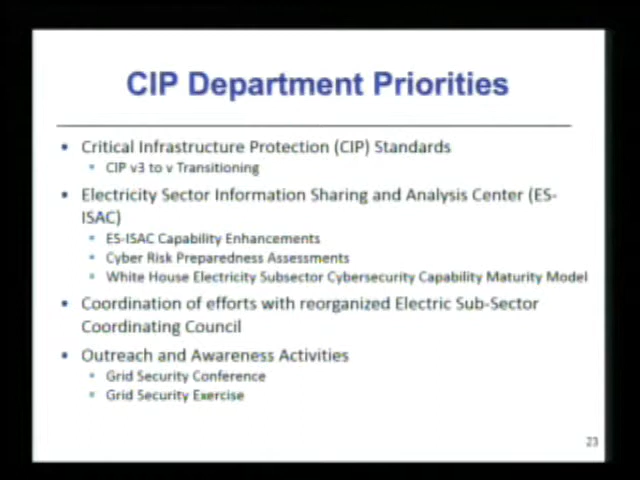 CIP Department Priorities
• Critical Infrastructure Protection (CIP) Standards
• CIP v3 to v Transitioning
• Electricity Sector Information Sharing and Analysis Center (ES-
ISAC)
• ES-ISAC Capability Enhancements
• Cyber Risk Preparedness Assessments
• White House Electricity Subsector Cybersecurity Capability Maturity Model
• Coordination of efforts with reorganized Electric Sub-Sector
Coordinating Council
• Outreach and Awareness Activities
• Grid Security Conference
• Grid Security Exercise
23